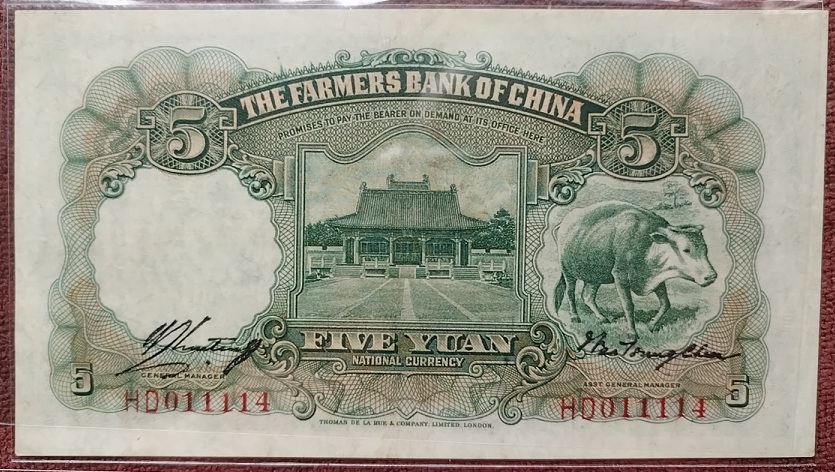 THE FARMERS BANK OF CHINA
PROMISES TO PAY THE BEARER ON DEMAND AT ITS OFFICE HERE
5 5
FIVE YUAN
NATIONAL CURRENCY
GENERAL MANAGER
ASST GENERAL MANAGER
5 5
HD011114 HD011114
THOMAS DE LA RUE & COMPANY, LIMITED, LONDON.